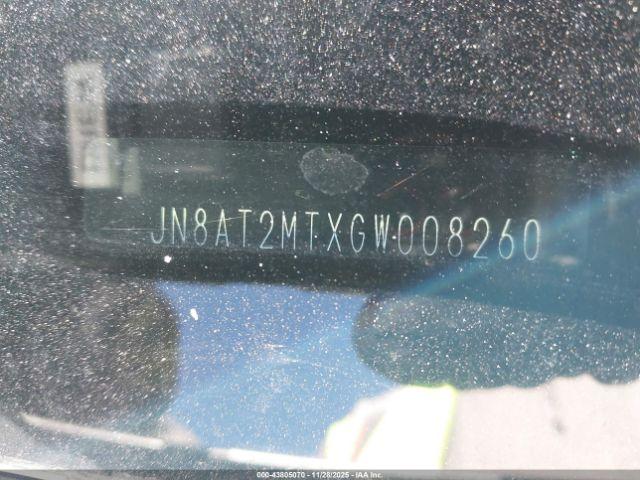 JN8AT2MTXGW008260
000-43805070 - 11/28/2025 - IAA Inc.